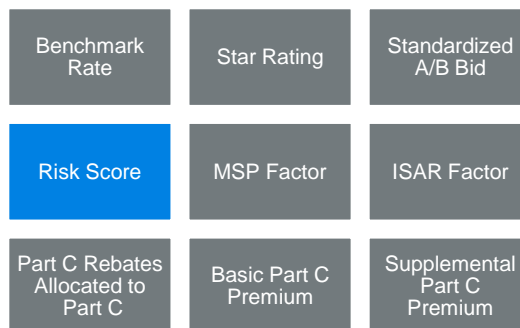 Benchmark
Rate
Star Rating
Standardized
A/B Bid
Risk Score
MSP Factor
ISAR Factor
Part C Rebates
Allocated to
Part C
Basic Part C
Premium
Supplemental
Part C
Premium